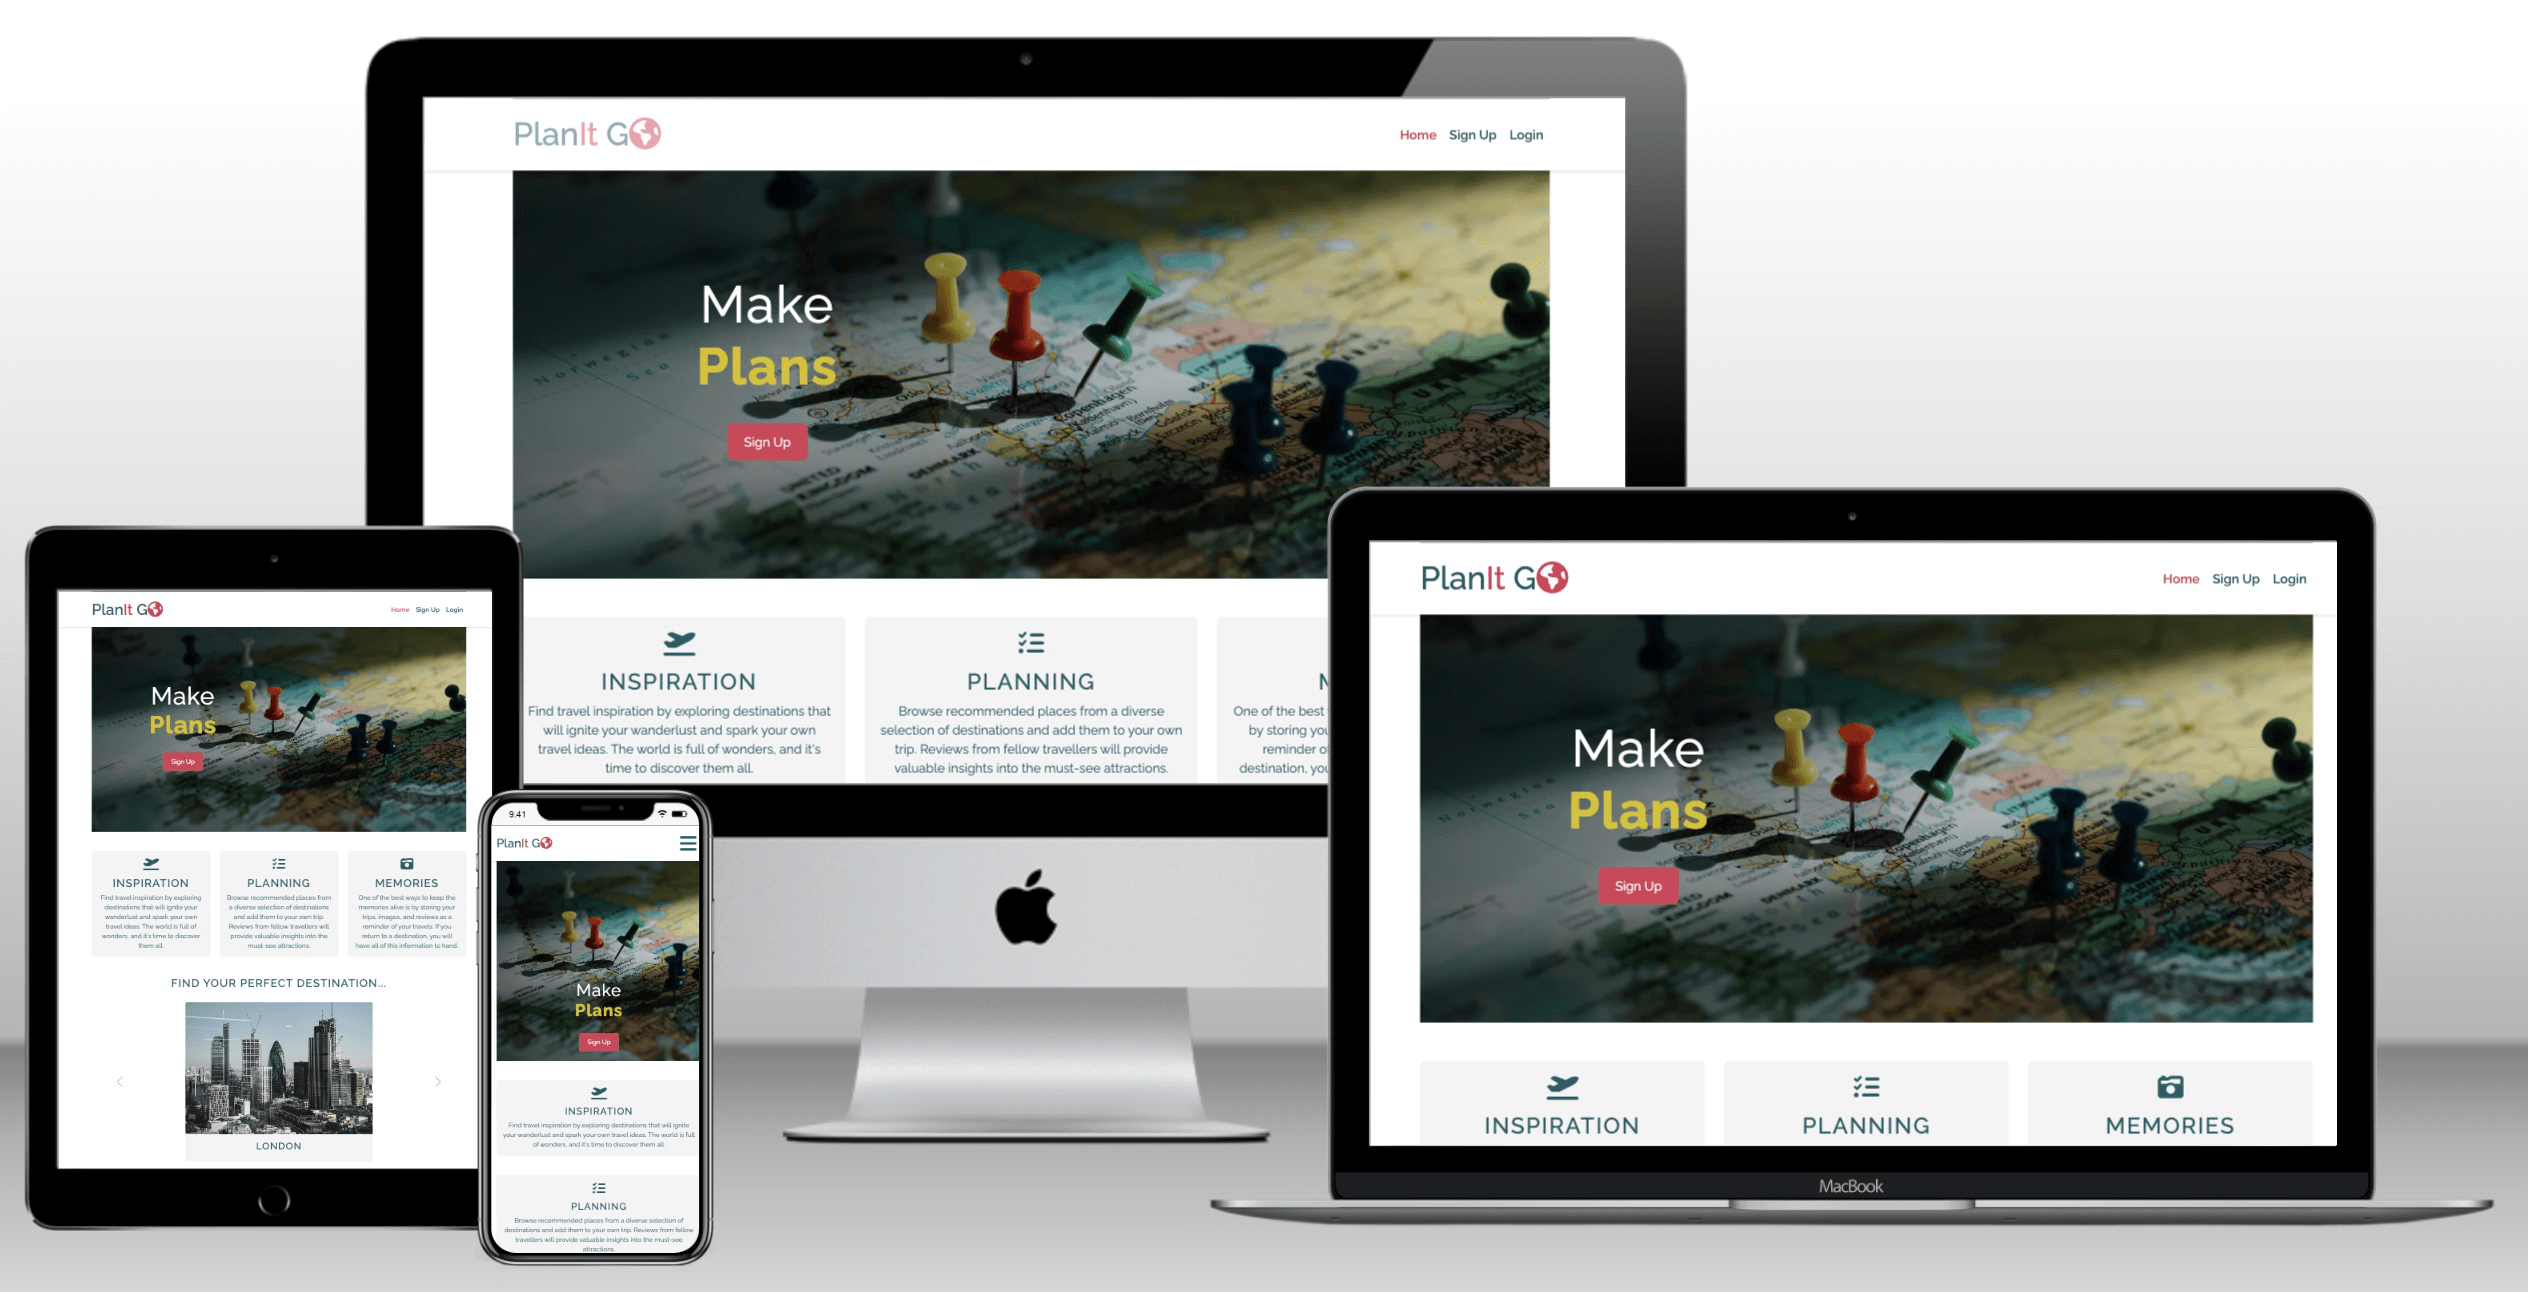 PlanIt G
Home Sign Up Login
Make
Plans
Sign Up
INSPIRATION
Find travel inspiration by exploring destinations that
will ignite your wanderlust and spark your own
travel ideas. The world is full of wonders, and it's
time to discover them all.
PLANNING
Browse recommended places from a diverse
selection of destinations and add them to your own
trip. Reviews from fellow travellers will provide
valuable insights into the must-see attractions.
One of the best
by storing you
reminder o
destination, you
PlanIt G
Home Sign Up Login
Make
Plans
Sign Up
INSPIRATION
Find travel inspiration by exploring
destinations that will ignite your
wanderlust and spark your own
travel ideas. The world is full of
wonders, and it's time to discover
them all.
PLANNING
Browse recommended places from
a diverse selection of destinations
and add them to your own trip.
Reviews from fellow travellers will
provide valuable insights into the
must-see attractions.
MEMORIES
One of the best ways to keep the
memories alive is by storing your
trips, images, and reviews as a
reminder of your travels. If you
return to a destination, you will
have all of this information to hand.
FIND YOUR PERFECT DESTINATION...
LONDON
9:41
PlanIt G
Make
Plans
Sign Up
INSPIRATION
Find travel inspiration by exploring destinations that will ignite
your wanderlust and spark your own travel ideas. The world is full
of wonders, and it's time to discover them all.
PLANNING
Browse recommended places from a diverse selection of
destinations and add them to your own trip. Reviews from fellow
travellers will provide valuable insights into the must-see
attractions.
PlanIt G
Home Sign Up Login
Make
Plans
Sign Up
INSPIRATION
PLANNING
MEMORIES
MacBook